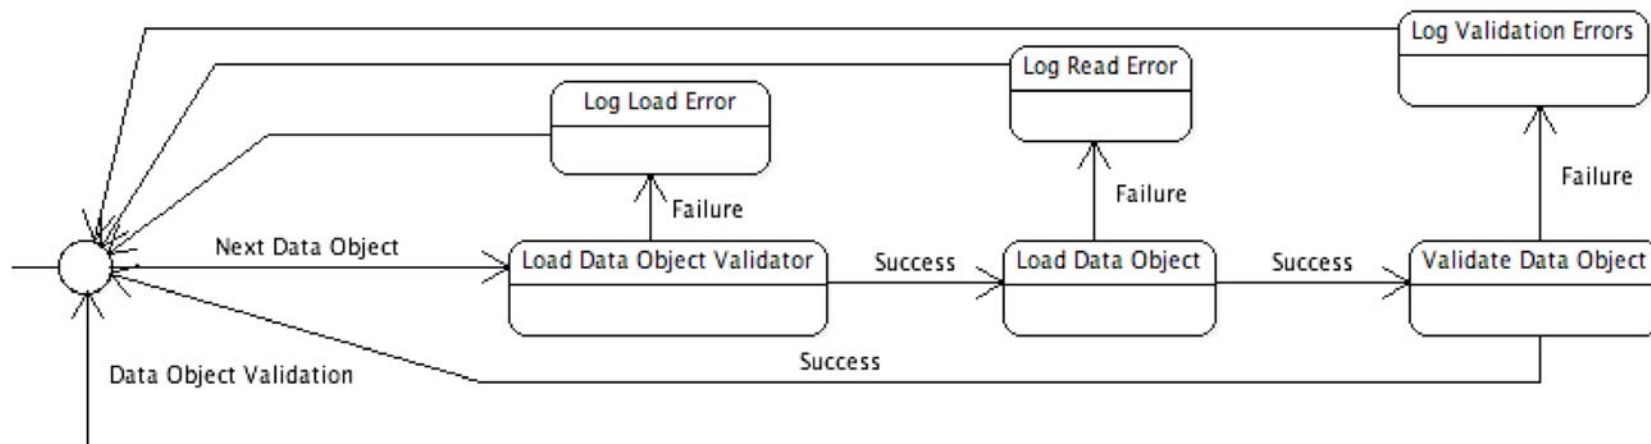 Log Validation Errors
Log Read Error
Log Load Error
Failure
Failure
Failure
Next Data Object
Load Data Object Validator
Success
Load Data Object
Success
Validate Data Object
Success
Data Object Validation